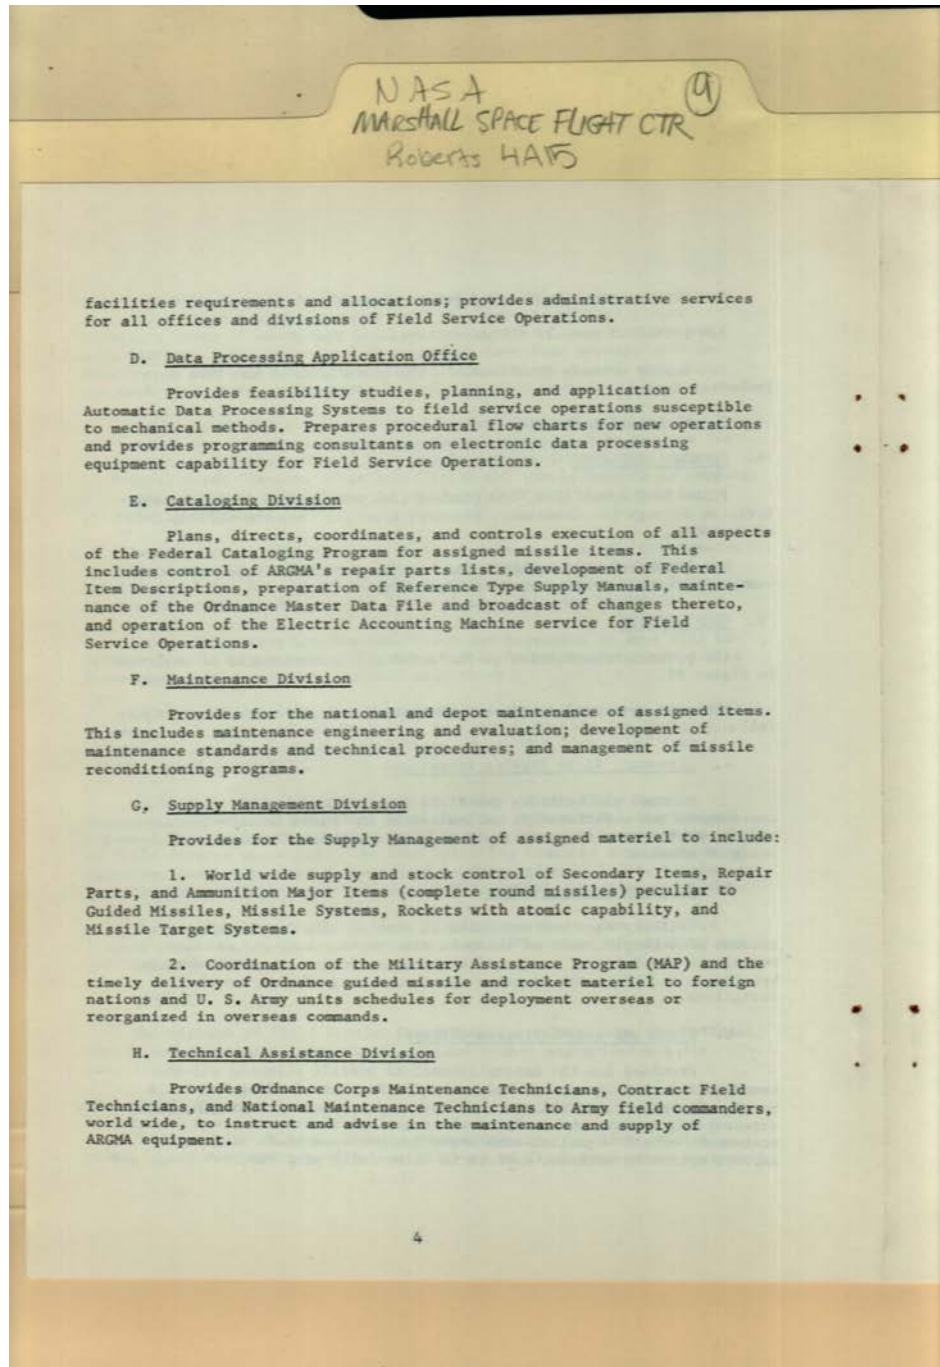 NASA 9
MARSHALL SPACE FLIGHT CTR
Roberts 4A15
facilities requirements and allocations; provides administrative services
for all offices and divisions of Field Service Operations.
D. Data Processing Application Office
Provides feasibility studies, planning, and application of
Automatic Data Processing Systems to field service operations susceptible
to mechanical methods. Prepares procedural flow charts for new operations
and provides programming consultants on electronic data processing
equipment capability for Field Service Operations.
E. Cataloging Division
Plans, directs, coordinates, and controls execution of all aspects
of the Federal Cataloging Program for assigned missile items. This
includes control of ARGMA's repair parts lists, development of Federal
Item Descriptions, preparation of Reference Type Supply Manuals, mainte-
nance of the Ordnance Master Data File and broadcast of changes thereto,
and operation of the Electric Accounting Machine service for Field
Service Operations.
F. Maintenance Division
Provides for the national and depot maintenance of assigned items.
This includes maintenance engineering and evaluation; development of
maintenance standards and technical procedures; and management of missile
reconditioning programs.
G. Supply Management Division
Provides for the Supply Management of assigned materiel to include:
1. World wide supply and stock control of Secondary Items, Repair
Parts, and Ammunition Major Items (complete round missiles) peculiar to
Guided Missiles, Missile Systems, Rockets with atomic capability, and
Missile Target Systems.
2. Coordination of the Military Assistance Program (MAP) and the
timely delivery of Ordnance guided missile and rocket materiel to foreign
nations and U. S. Army units schedules for deployment overseas or
reorganized in overseas commands.
H. Technical Assistance Division
Provides Ordnance Corps Maintenance Technicians, Contract Field
Technicians, and National Maintenance Technicians to Army field commanders,
world wide, to instruct and advise in the maintenance and supply of
ARGMA equipment.
4